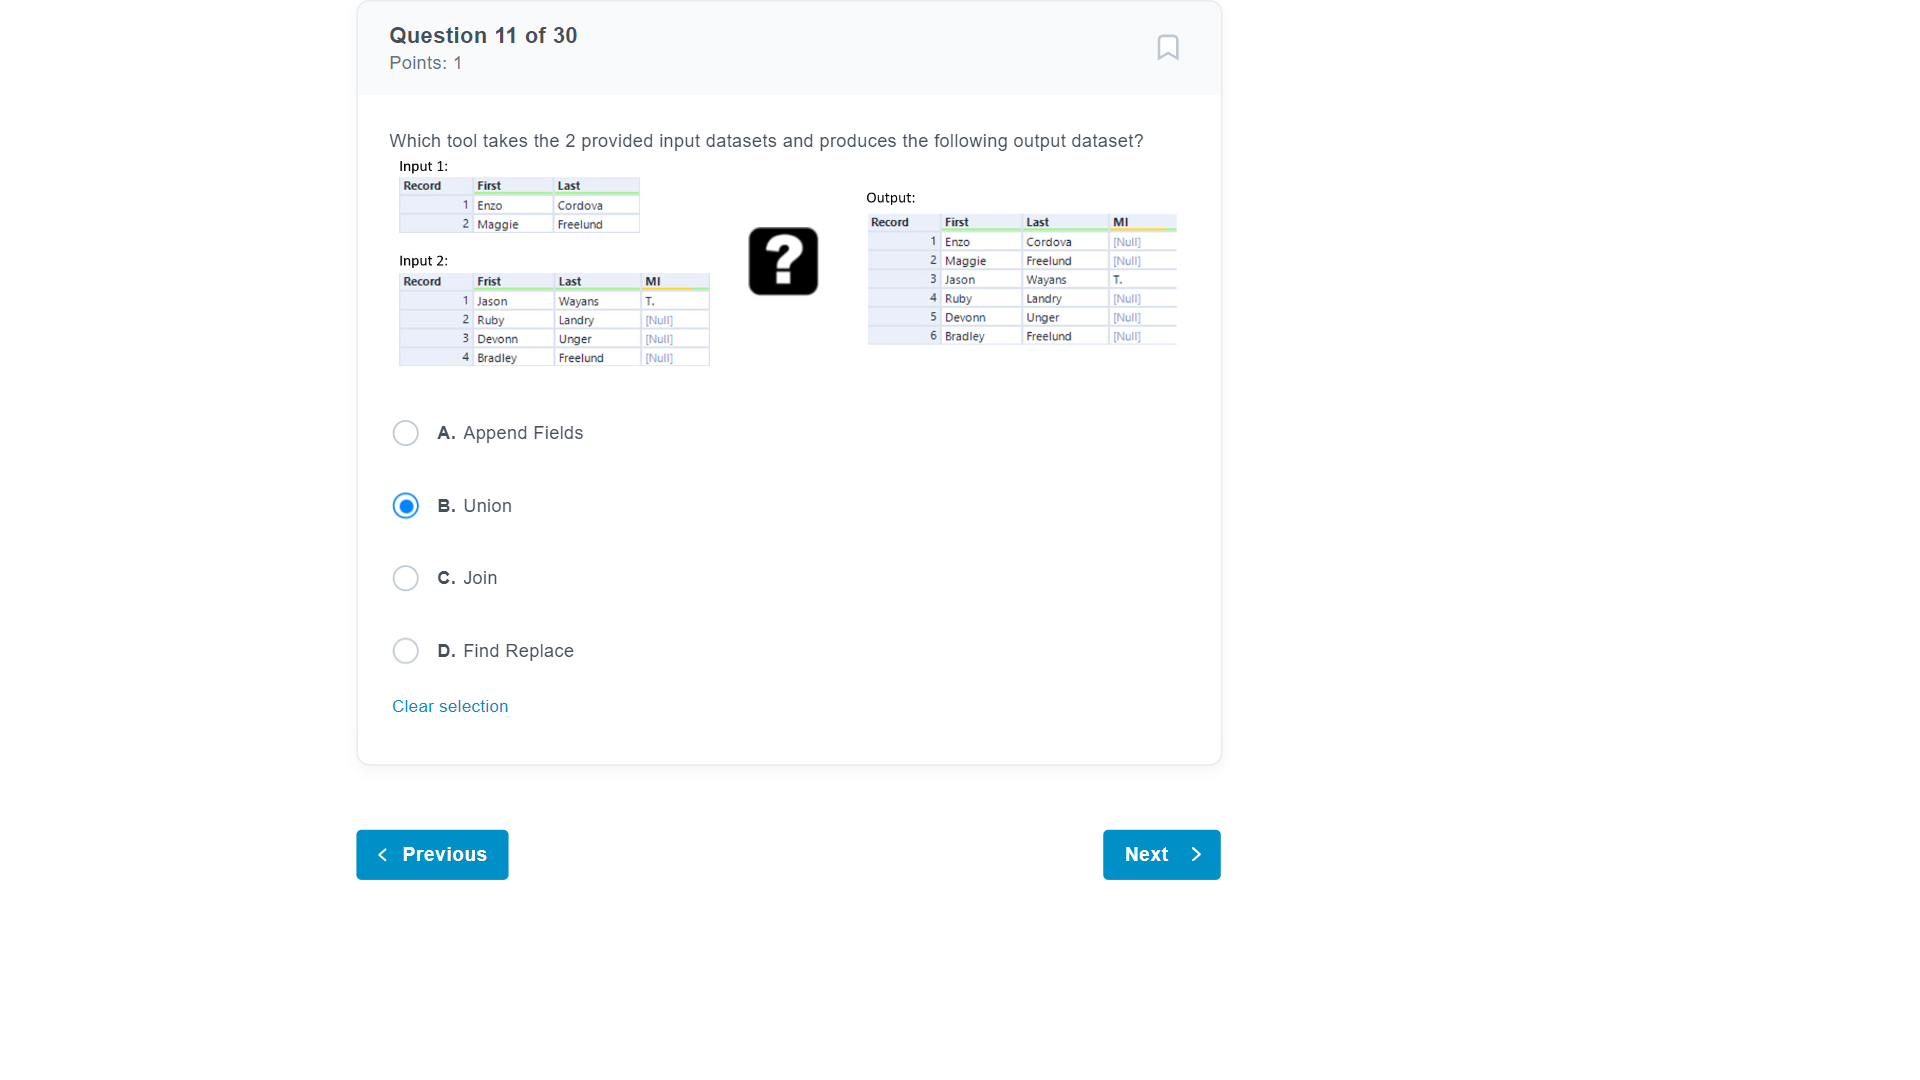 Question 11 of 30
Points: 1
Which tool takes the 2 provided input datasets and produces the following output dataset?
Input 1:
Record First Last
1 Enzo Cordova
2 Maggie Freelund
Input 2:
Record Frist Last MI
1 Jason Wayans T.
2 Ruby Landry [Null]
3 Devonn Unger [Null]
4 Bradley Freelund [Null]
?
Output:
Record First Last MI
1 Enzo Cordova [Null]
2 Maggie Freelund [Null]
3 Jason Wayans T.
4 Ruby Landry [Null]
5 Devonn Unger [Null]
6 Bradley Freelund [Null]
A. Append Fields
B. Union
C. Join
D. Find Replace
Clear selection
Previous
Next